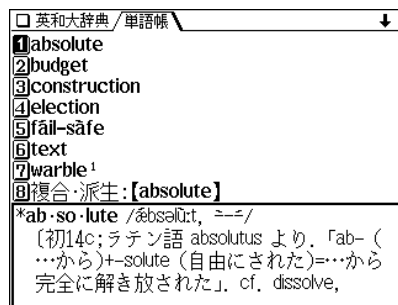 英和大辞典/単語帳
1absolute
2budget
3construction
4election
5fáil-sàfe
6text
7warble¹
8複合·派生:【absolute】
*ab·so·lute /ǽbsəlùːt, ⸗–⸗/
〔初14c;ラテン語 absolutus より.「ab- (
…から)+-solute (自由にされた)=…から
完全に解き放された」. cf. dissolve,